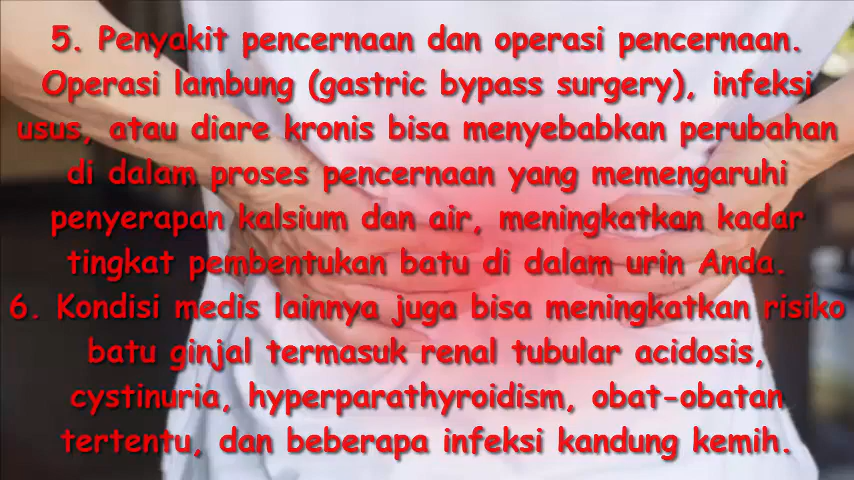 5. Penyakit pencernaan dan operasi pencernaan.
Operasi lambung (gastric bypass surgery), infeksi
usus, atau diare kronis bisa menyebabkan perubahan
di dalam proses pencernaan yang memengaruhi
penyerapan kalsium dan air, meningkatkan kadar
tingkat pembentukan batu di dalam urin Anda.
6. Kondisi medis lainnya juga bisa meningkatkan risiko
batu ginjal termasuk renal tubular acidosis,
cystinuria, hyperparathyroidism, obat-obatan
tertentu, dan beberapa infeksi kandung kemih.